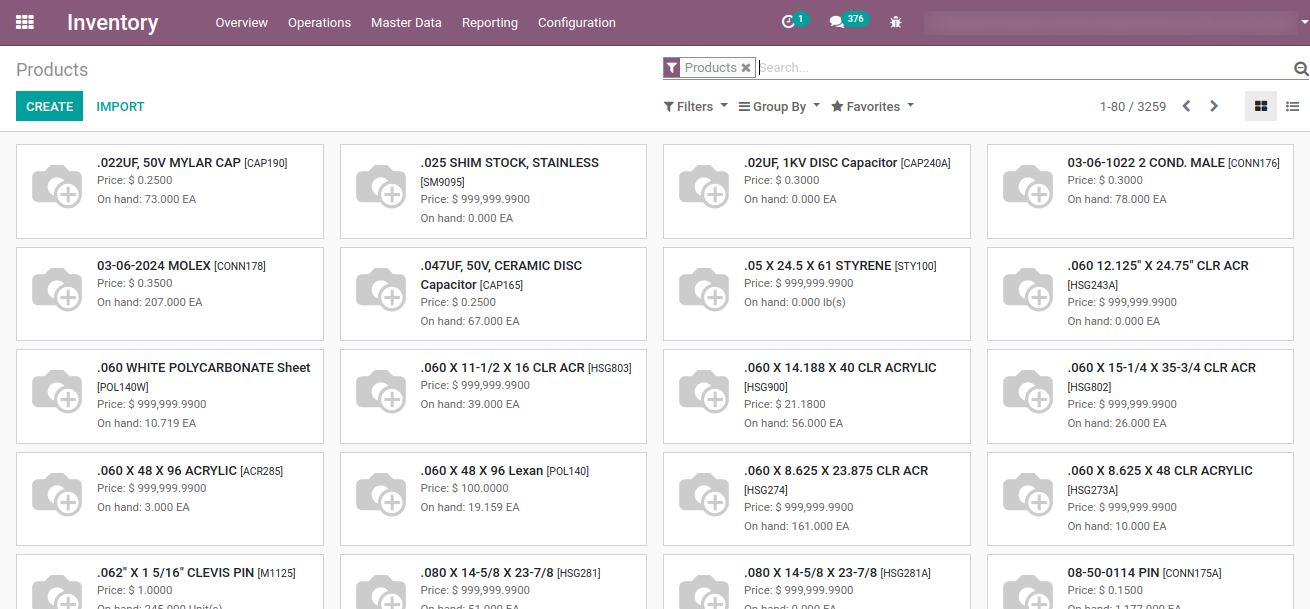 Inventory Overview Operations Master Data Reporting Configuration 1 376
Products
Products Search...
CREATE IMPORT
Filters Group By Favorites 1-80 / 3259
.022UF, 50V MYLAR CAP [CAP190]
Price: $ 0.2500
On hand: 73.000 EA
.025 SHIM STOCK, STAINLESS
[SM9095]
Price: $ 999,999.9900
On hand: 0.000 EA
.02UF, 1KV DISC Capacitor [CAP240A]
Price: $ 0.3000
On hand: 0.000 EA
03-06-1022 2 COND. MALE [CONN176]
Price: $ 0.3000
On hand: 78.000 EA
03-06-2024 MOLEX [CONN178]
Price: $ 0.3500
On hand: 207.000 EA
.047UF, 50V, CERAMIC DISC
Capacitor [CAP165]
Price: $ 0.2500
On hand: 67.000 EA
.05 X 24.5 X 61 STYRENE [STY100]
Price: $ 999,999.9900
On hand: 0.000 lb(s)
.060 12.125" X 24.75" CLR ACR
[HSG243A]
Price: $ 999,999.9900
On hand: 0.000 EA
.060 WHITE POLYCARBONATE Sheet
[POL140W]
Price: $ 999,999.9900
On hand: 10.719 EA
.060 X 11-1/2 X 16 CLR ACR [HSG803]
Price: $ 999,999.9900
On hand: 39.000 EA
.060 X 14.188 X 40 CLR ACRYLIC
[HSG900]
Price: $ 21.1800
On hand: 56.000 EA
.060 X 15-1/4 X 35-3/4 CLR ACR
[HSG802]
Price: $ 999,999.9900
On hand: 26.000 EA
.060 X 48 X 96 ACRYLIC [ACR285]
Price: $ 999,999.9900
On hand: 3.000 EA
.060 X 48 X 96 Lexan [POL140]
Price: $ 100.0000
On hand: 19.159 EA
.060 X 8.625 X 23.875 CLR ACR
[HSG274]
Price: $ 999,999.9900
On hand: 161.000 EA
.060 X 8.625 X 48 CLR ACRYLIC
[HSG273A]
Price: $ 999,999.9900
On hand: 10.000 EA
.062" X 1 5/16" CLEVIS PIN [M1125]
Price: $ 1.0000
On hand: 245.000 Unit(s)
.080 X 14-5/8 X 23-7/8 [HSG281]
Price: $ 999,999.9900
On hand: 51.000 EA
.080 X 14-5/8 X 23-7/8 [HSG281A]
Price: $ 999,999.9900
On hand: 0.000 EA
08-50-0114 PIN [CONN175A]
Price: $ 0.1500
On hand: 1,177.000 EA